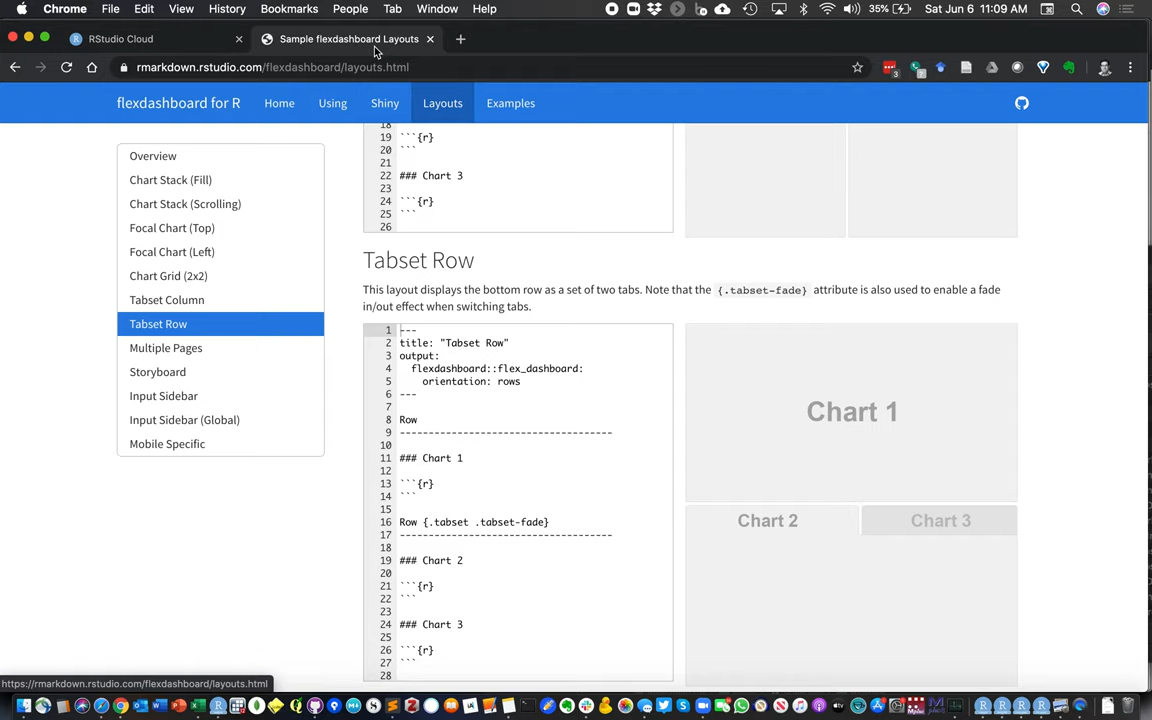 Chrome File Edit View History Bookmarks People Tab Window Help 35% Sat Jun 6 11:09 AM
RStudio Cloud Sample flexdashboard Layouts
rmarkdown.rstudio.com/flexdashboard/layouts.html
flexdashboard for R Home Using Shiny Layouts Examples
Overview
Chart Stack (Fill)
Chart Stack (Scrolling)
Focal Chart (Top)
Focal Chart (Left)
Chart Grid (2x2)
Tabset Column
Tabset Row
Multiple Pages
Storyboard
Input Sidebar
Input Sidebar (Global)
Mobile Specific
18
19 ```{r}
20 ```
21
22 ### Chart 3
23
24 ```{r}
25 ```
26
Tabset Row
This layout displays the bottom row as a set of two tabs. Note that the {.tabset-fade} attribute is also used to enable a fade
in/out effect when switching tabs.
1 ---
2 title: "Tabset Row"
3 output:
4 flexdashboard::flex_dashboard:
5 orientation: rows
6 ---
7
8 Row
9 -------------------------------------
10
11 ### Chart 1
12
13 ```{r}
14 ```
15
16 Row {.tabset .tabset-fade}
17 -------------------------------------
18
19 ### Chart 2
20
21 ```{r}
22 ```
23
24 ### Chart 3
25
26 ```{r}
27 ```
28
Chart 1
Chart 2 Chart 3
https://rmarkdown.rstudio.com/flexdashboard/layouts.html